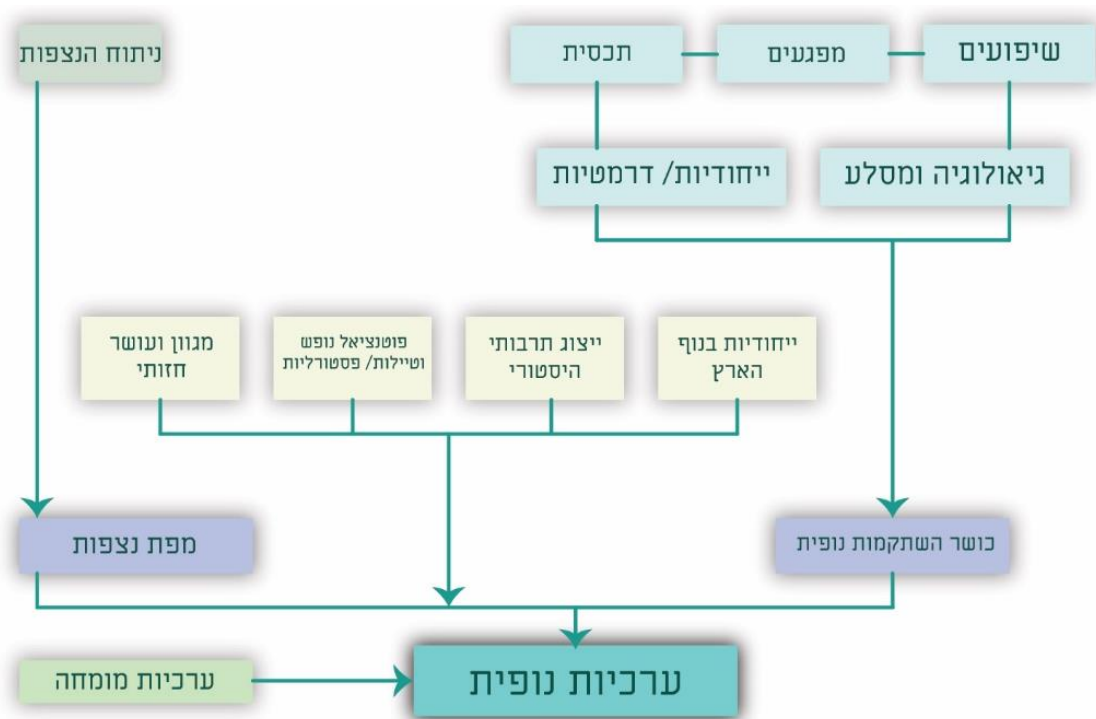 שיפועים
מפגעים
תכסית
ניתוח הנצפות
גיאולוגיה ומסלע
ייחודיות/ דרמטיות
ייחודיות בנוף
הארץ
ייצוג תרבותי
היסטורי
פוטנציאל נופש
וטיילות/ פסטורליות
מגוון ועושר
חזותי
כושר השתקמות נופית
מפת נצפות
ערכיות נופית
ערכיות מומחה